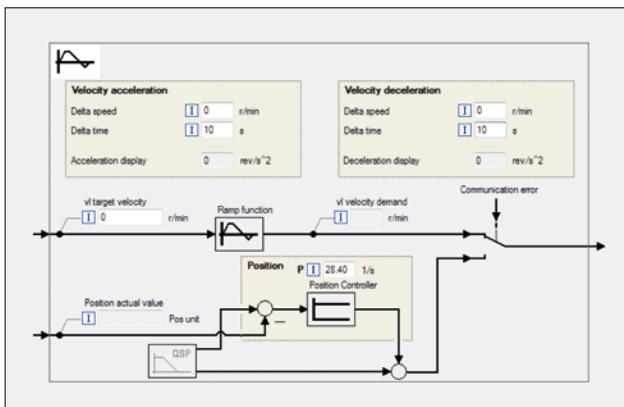 Velocity acceleration
Delta speed I 0 r/min
Delta time I 10 s
Acceleration display 0 rev/s^2
Velocity deceleration
Delta speed I 0 r/min
Delta time I 10 s
Deceleration display 0 rev/s^2
Communication error
vl target velocity
I 0 r/min
Ramp function
vl velocity demand
I r/min
Position P I 28.40 1/s
Position Controller
Position actual value
I Pos unit
QSP